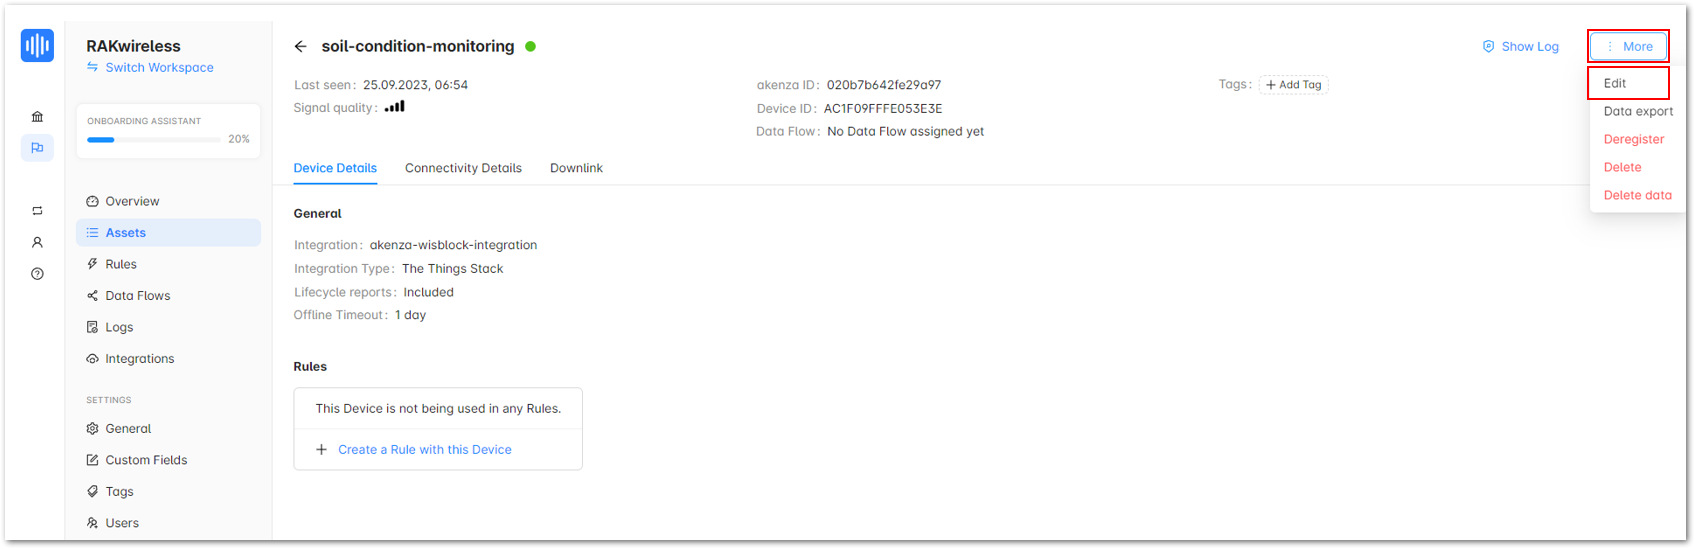 RAKwireless
Switch Workspace
ONBOARDING ASSISTANT
20%
Overview
Assets
Rules
Data Flows
Logs
Integrations
SETTINGS
General
Custom Fields
Tags
Users
soil-condition-monitoring
Show Log
More
Last seen: 25.09.2023, 06:54
Signal quality:
akenza ID: 020b7b642fe29a97
Device ID: AC1F09FFFE053E3E
Data Flow: No Data Flow assigned yet
Tags: + Add Tag
Edit
Data export
Deregister
Delete
Delete data
Device Details Connectivity Details Downlink
General
Integration: akenza-wisblock-integration
Integration Type: The Things Stack
Lifecycle reports: Included
Offline Timeout: 1 day
Rules
This Device is not being used in any Rules.
+ Create a Rule with this Device